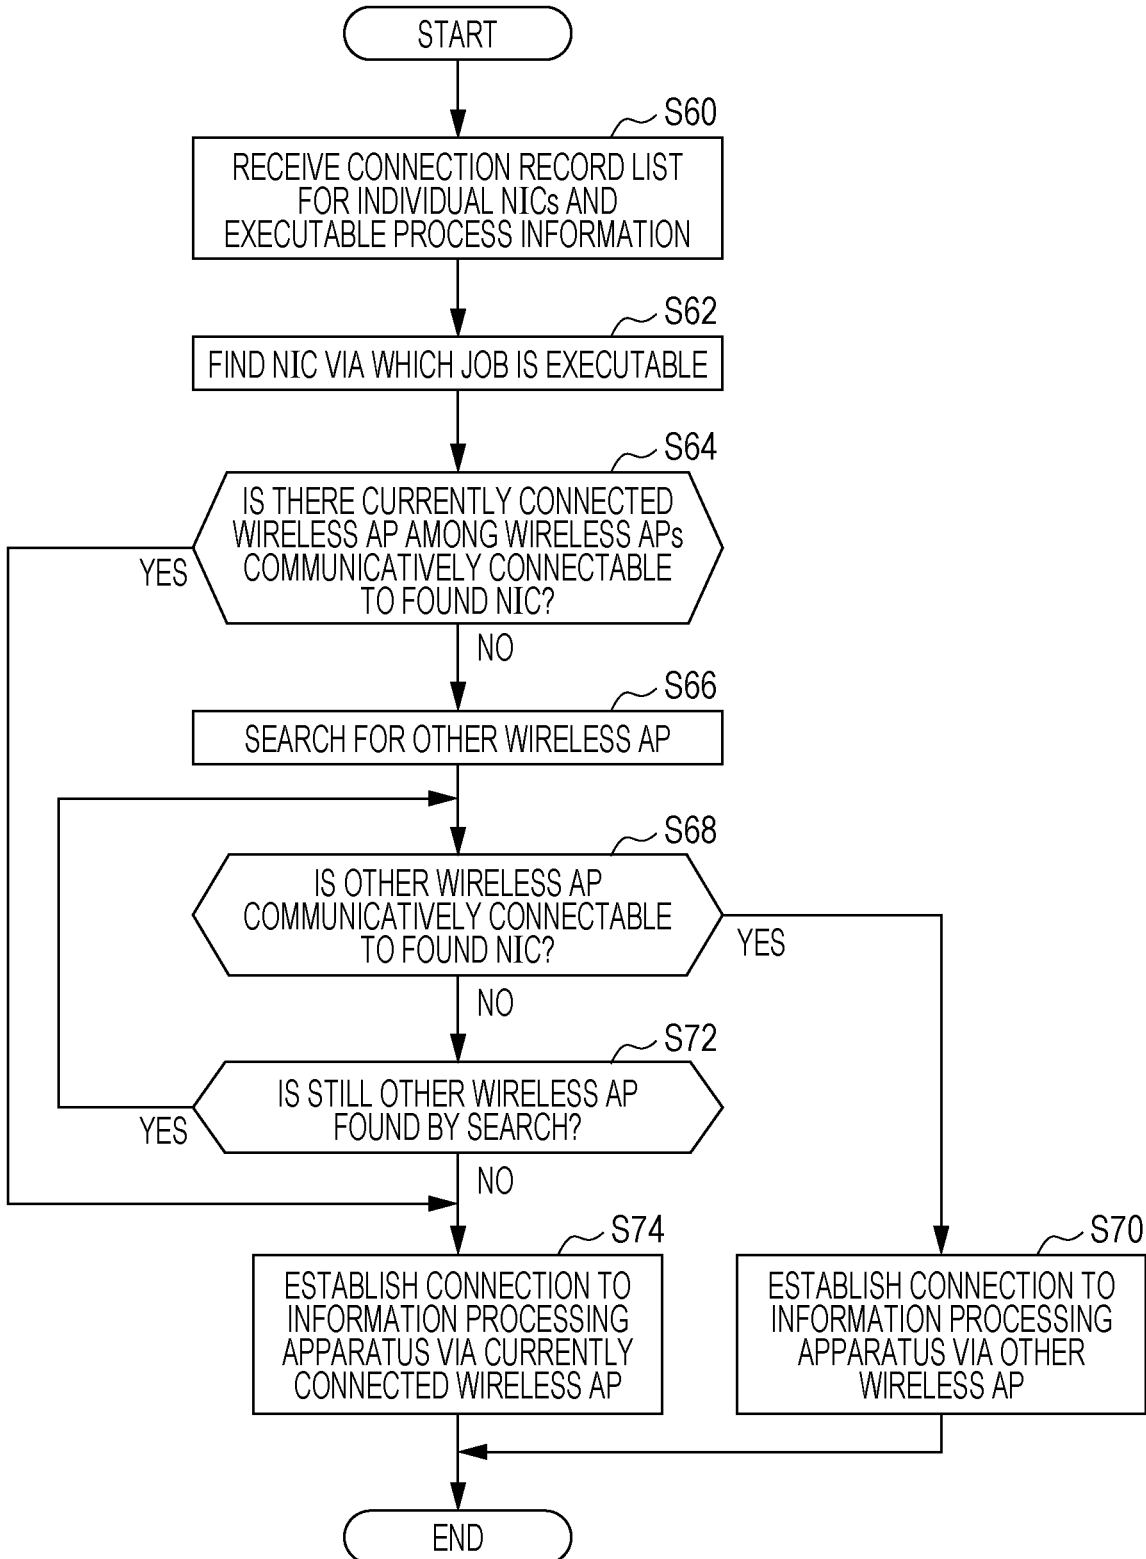 START
S60
RECEIVE CONNECTION RECORD LIST
FOR INDIVIDUAL NICs AND
EXECUTABLE PROCESS INFORMATION
S62
FIND NIC VIA WHICH JOB IS EXECUTABLE
S64
IS THERE CURRENTLY CONNECTED
WIRELESS AP AMONG WIRELESS APs
COMMUNICATIVELY CONNECTABLE
TO FOUND NIC?
YES
NO
S66
SEARCH FOR OTHER WIRELESS AP
S68
IS OTHER WIRELESS AP
COMMUNICATIVELY CONNECTABLE
TO FOUND NIC?
YES
NO
S72
IS STILL OTHER WIRELESS AP
FOUND BY SEARCH?
YES
NO
S74
ESTABLISH CONNECTION TO
INFORMATION PROCESSING
APPARATUS VIA CURRENTLY
CONNECTED WIRELESS AP
S70
ESTABLISH CONNECTION TO
INFORMATION PROCESSING
APPARATUS VIA OTHER
WIRELESS AP
END